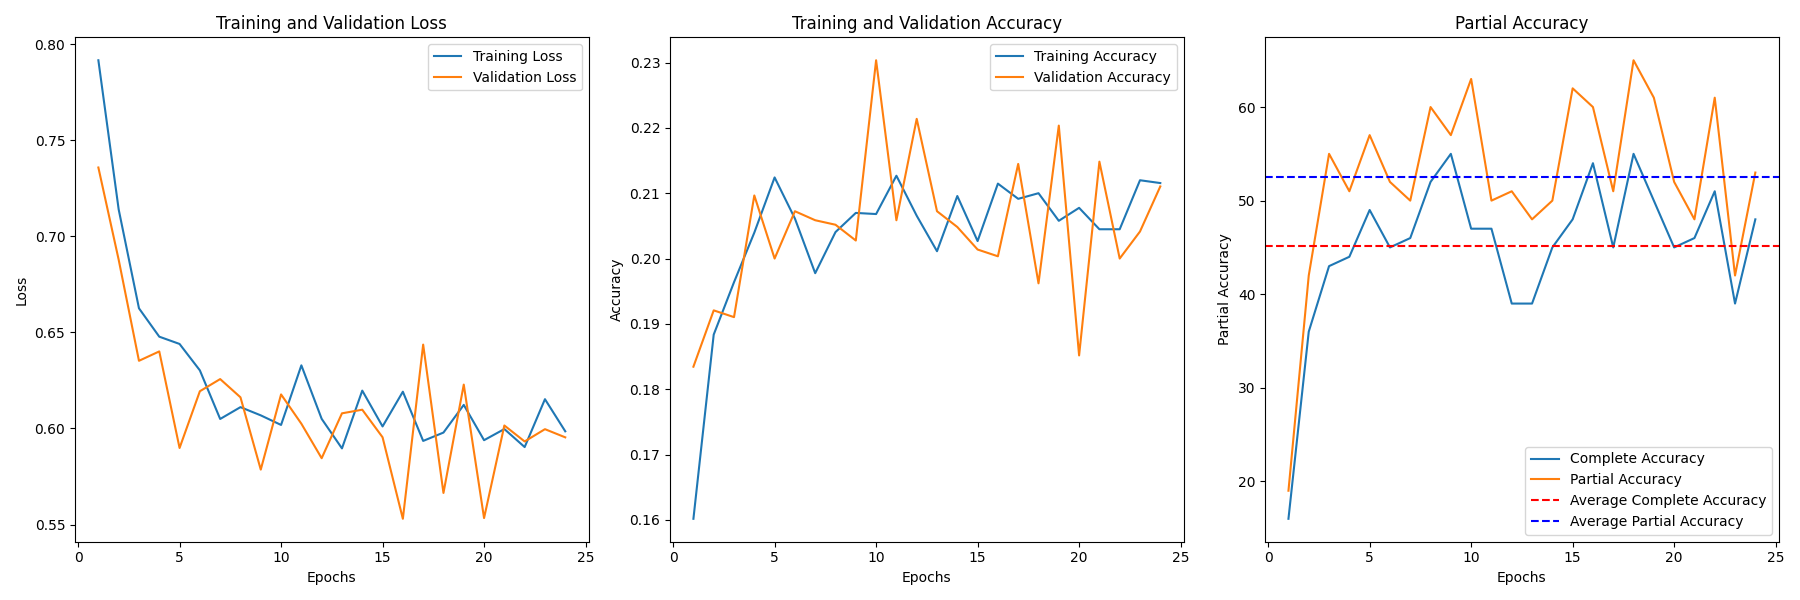 Training and Validation Loss
Training Loss
Validation Loss
0.80
0.75
0.70
0.65
0.60
0.55
Loss
0 5 10 15 20 25
Epochs
Training and Validation Accuracy
Training Accuracy
Validation Accuracy
0.23
0.22
0.21
0.20
0.19
0.18
0.17
0.16
Accuracy
0 5 10 15 20 25
Epochs
Partial Accuracy
60
50
40
30
20
Partial Accuracy
Complete Accuracy
Partial Accuracy
Average Complete Accuracy
Average Partial Accuracy
0 5 10 15 20 25
Epochs